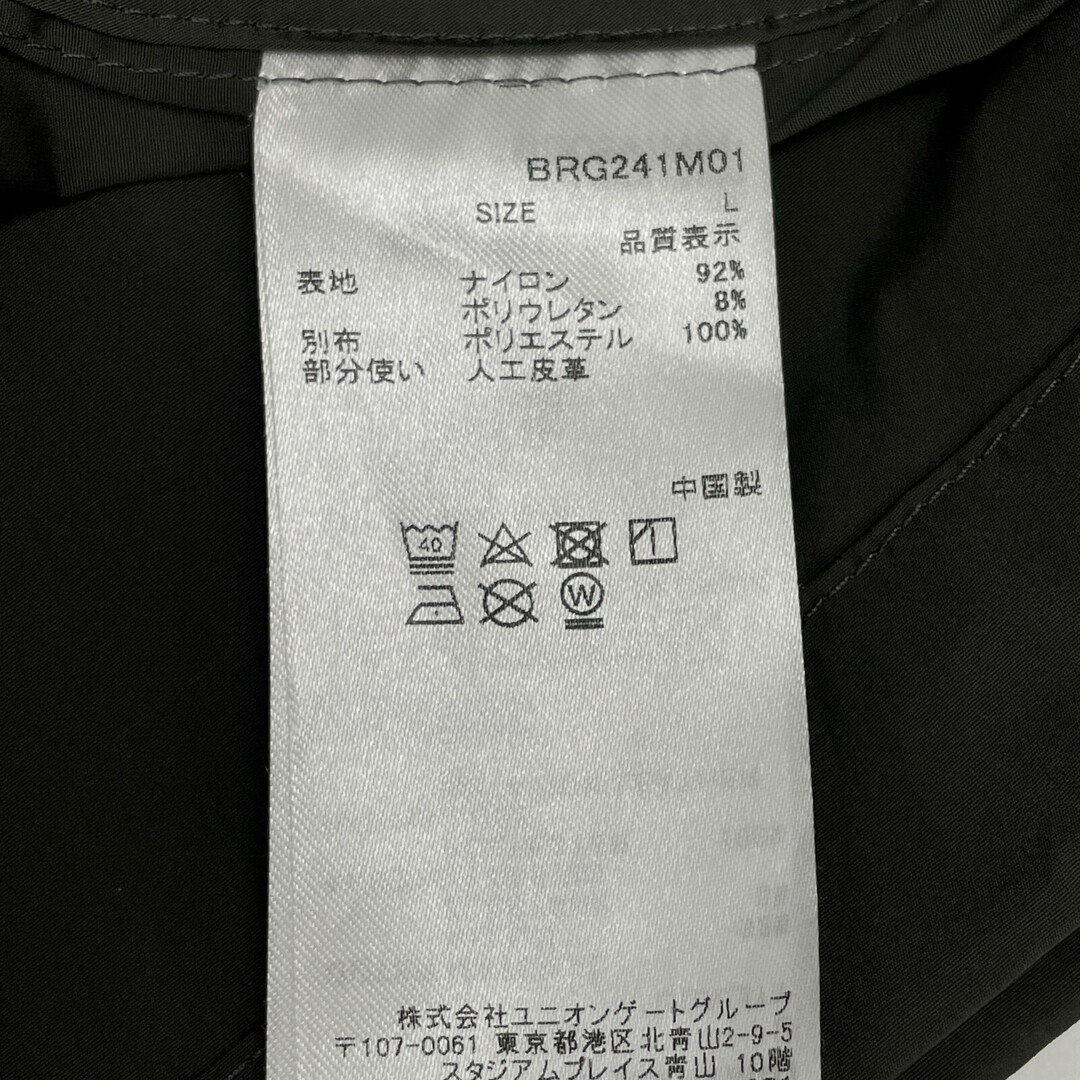 BRG241M01
SIZE L
品質表示
表地 ナイロン 92%
ポリウレタン 8%
別布 ポリエステル 100%
部分使い 人工皮革
中国製
40
W
株式会社ユニオンゲートグループ
〒107-0061 東京都港区北青山2-9-5
スタジアムプレイス青山 10階